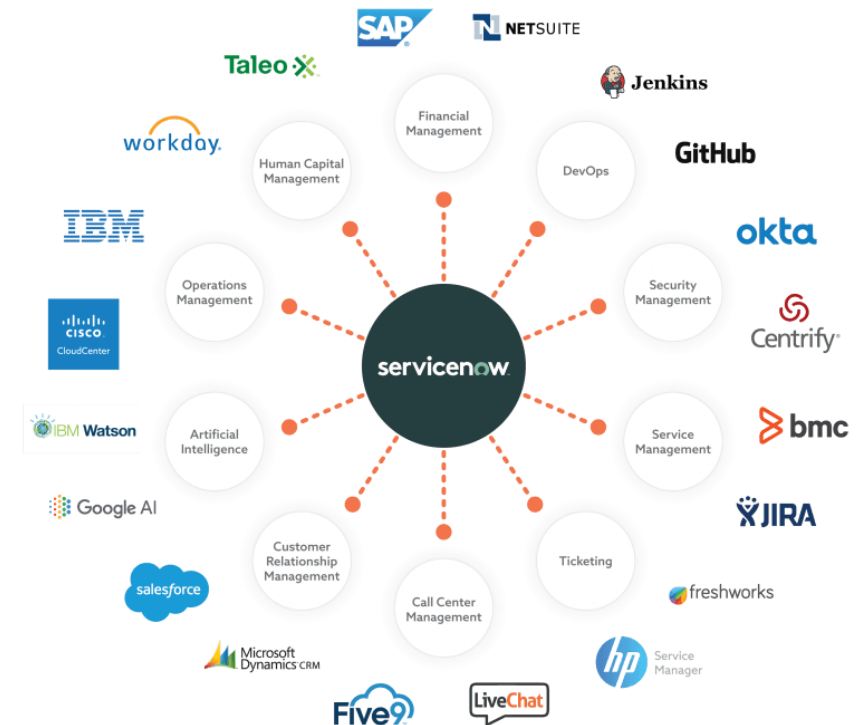 SAP
NETSUITE
Taleo
Jenkins
Financial
Management
workday.
GitHub
Human Capital
Management
DevOps
IBM
okta
Operations
Management
Security
Management
CISCO
CloudCenter
Centrify
servicenow
IBM Watson
Artificial
Intelligence
Service
Management
bmc
Google AI
JIRA
Customer
Relationship
Management
Ticketing
salesforce
freshworks
Call Center
Management
Microsoft
Dynamics CRM
hp
Service
Manager
Five9
LiveChat